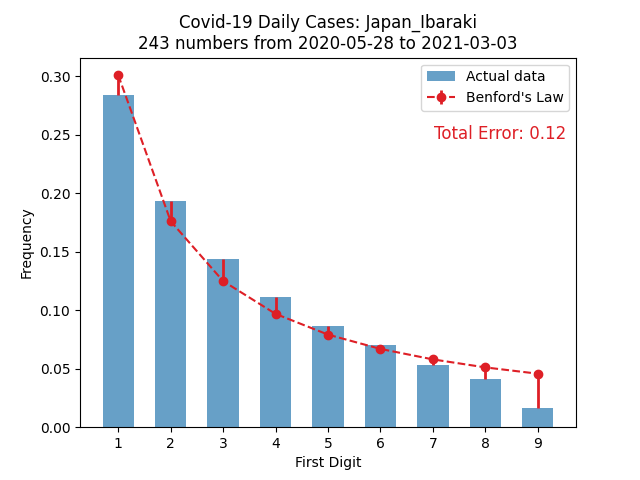 Covid-19 Daily Cases: Japan_Ibaraki
243 numbers from 2020-05-28 to 2021-03-03
Actual data
Benford's Law
Total Error: 0.12
Frequency
0.30
0.25
0.20
0.15
0.10
0.05
0.00
1 2 3 4 5 6 7 8 9
First Digit